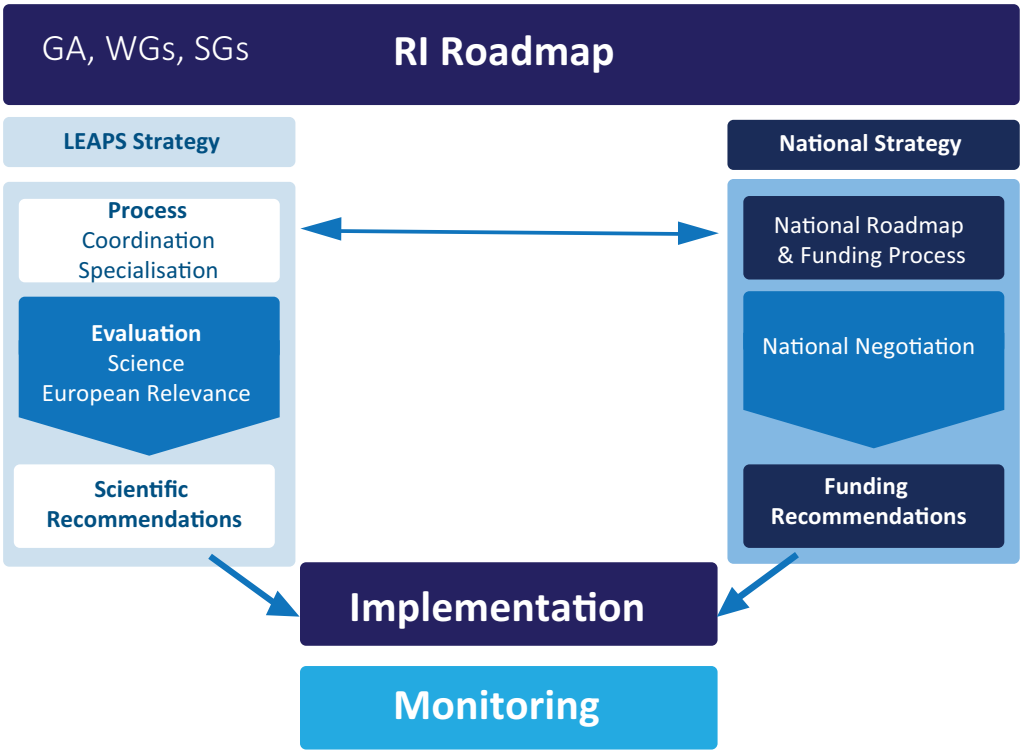 GA, WGs, SGs
RI Roadmap
LEAPS Strategy
Process
Coordination
Specialisation
Evaluation
Science
European Relevance
Scientific
Recommendations
National Strategy
National Roadmap
& Funding Process
National Negotiation
Funding
Recommendations
Implementation
Monitoring